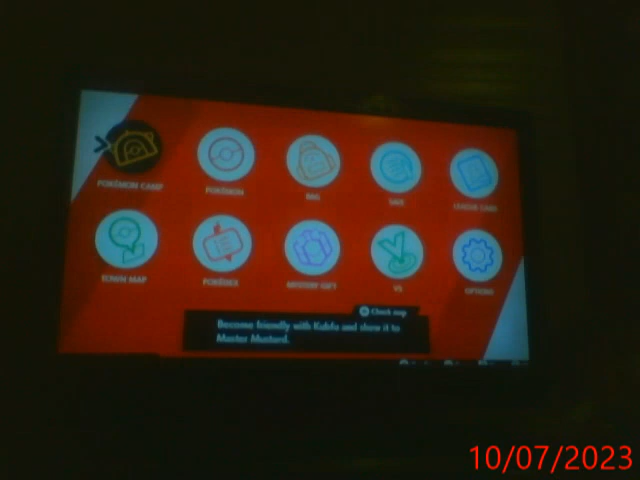 POKÉMON CAMP
POKÉMON
BAG
SAVE
LEAGUE CARD
TOWN MAP
POKÉDEX
MYSTERY GIFT
VS
OPTIONS
Check map
Become friendly with Kubfu and show it to
Master Mustard.
10/07/2023